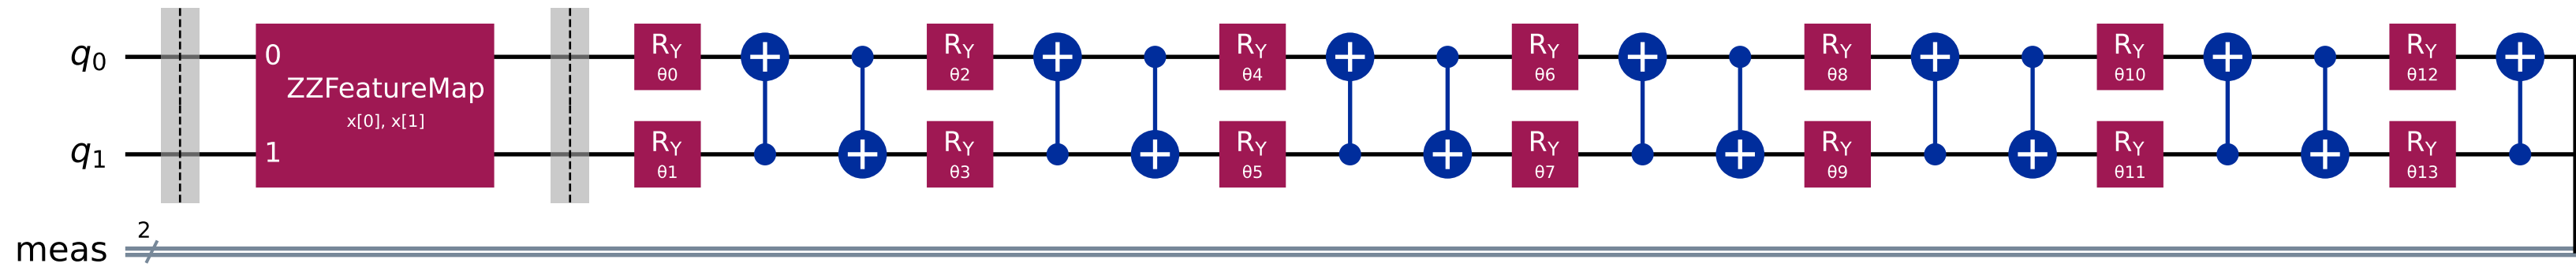 q0 0 RY RY RY RY RY RY RY
ZZFeatureMap θ0 θ2 θ4 θ6 θ8 θ10 θ12
x[0], x[1]
q1 1 RY RY RY RY RY RY RY
θ1 θ3 θ5 θ7 θ9 θ11 θ13
2
meas